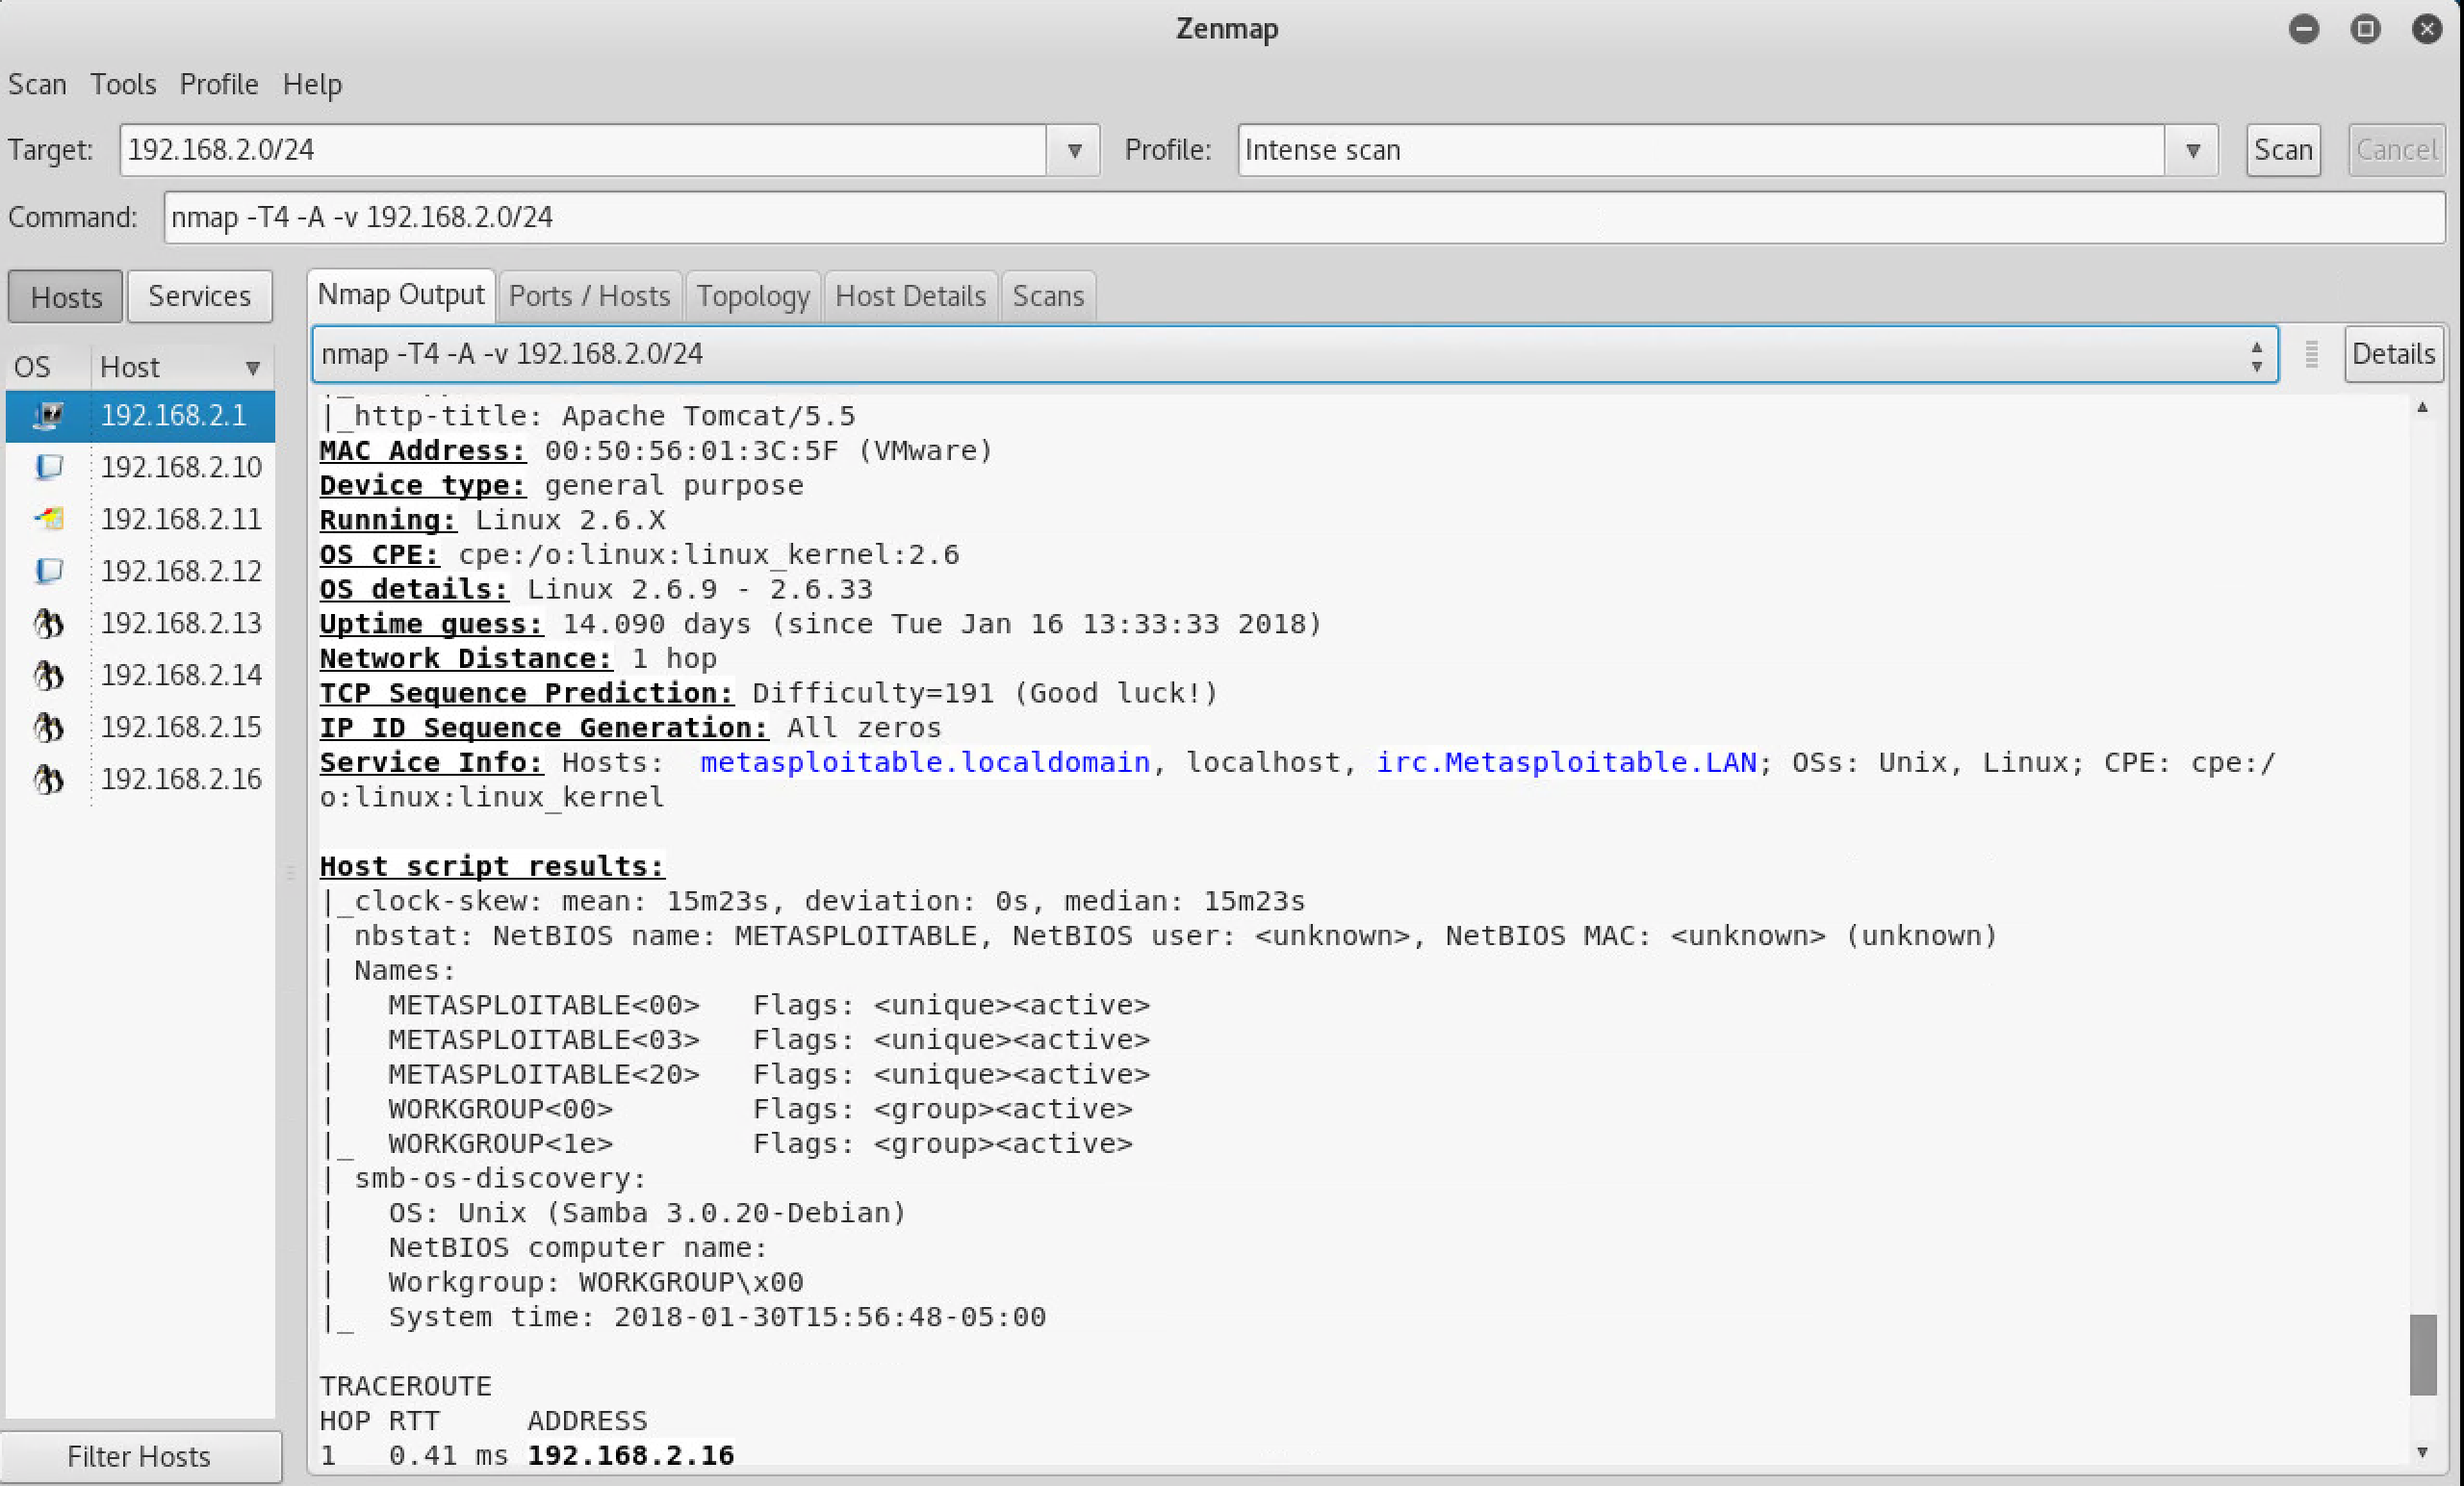 Zenmap
Scan Tools Profile Help
Target: 192.168.2.0/24 Profile: Intense scan Scan Cancel
Command: nmap -T4 -A -v 192.168.2.0/24
Hosts Services
OS Host
192.168.2.1
192.168.2.10
192.168.2.11
192.168.2.12
192.168.2.13
192.168.2.14
192.168.2.15
192.168.2.16
Filter Hosts
Nmap Output Ports / Hosts Topology Host Details Scans
nmap -T4 -A -v 192.168.2.0/24 Details
|_http-title: Apache Tomcat/5.5
MAC Address: 00:50:56:01:3C:5F (VMware)
Device type: general purpose
Running: Linux 2.6.X
OS CPE: cpe:/o:linux:linux_kernel:2.6
OS details: Linux 2.6.9 - 2.6.33
Uptime guess: 14.090 days (since Tue Jan 16 13:33:33 2018)
Network Distance: 1 hop
TCP Sequence Prediction: Difficulty=191 (Good luck!)
IP ID Sequence Generation: All zeros
Service Info: Hosts:  metasploitable.localdomain, localhost, irc.Metasploitable.LAN; OSs: Unix, Linux; CPE: cpe:/
o:linux:linux_kernel
Host script results:
|_clock-skew: mean: 15m23s, deviation: 0s, median: 15m23s
| nbstat: NetBIOS name: METASPLOITABLE, NetBIOS user: <unknown>, NetBIOS MAC: <unknown> (unknown)
| Names:
|   METASPLOITABLE<00>   Flags: <unique><active>
|   METASPLOITABLE<03>   Flags: <unique><active>
|   METASPLOITABLE<20>   Flags: <unique><active>
|   WORKGROUP<00>        Flags: <group><active>
|_  WORKGROUP<1e>        Flags: <group><active>
| smb-os-discovery:
|   OS: Unix (Samba 3.0.20-Debian)
|   NetBIOS computer name:
|   Workgroup: WORKGROUP\x00
|_  System time: 2018-01-30T15:56:48-05:00
TRACEROUTE
HOP RTT     ADDRESS
1   0.41 ms 192.168.2.16